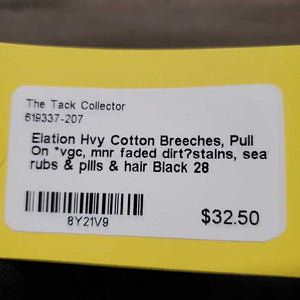 The Tack Collector
619337-207
Elation Hvy Cotton Breeches, Pull
On *vgc, mnr faded dirt?stains, sea
rubs & pills & hair Black 28
8Y21V9
$32.50